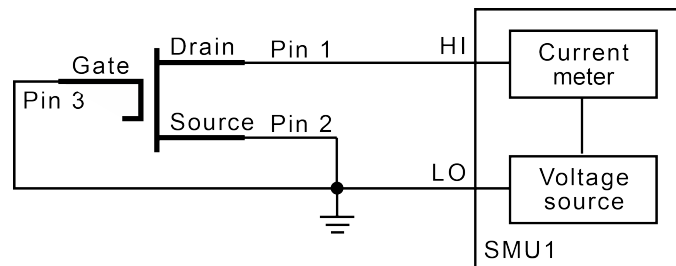 Drain
Pin 1
HI
Current
meter
Gate
Pin 3
Source
Pin 2
LO
Voltage
source
SMU1